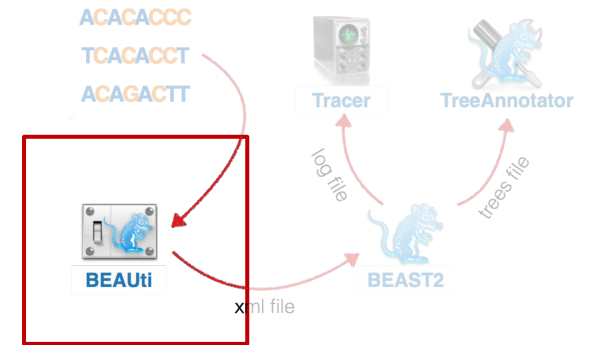 ACACACCC
TCACACCT
ACAGACTT
Tracer
TreeAnnotator
log file
trees file
BEAUti
BEAST2
xml file